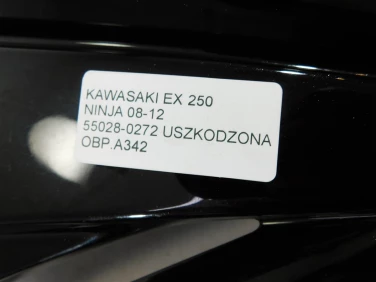 KAWASAKI EX 250
NINJA 08-12
55028-0272 USZKODZONA
OBP.A342